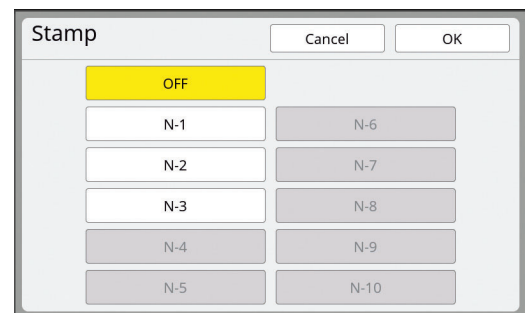 Stamp Cancel OK
OFF
N-1 N-6
N-2 N-7
N-3 N-8
N-4 N-9
N-5 N-10